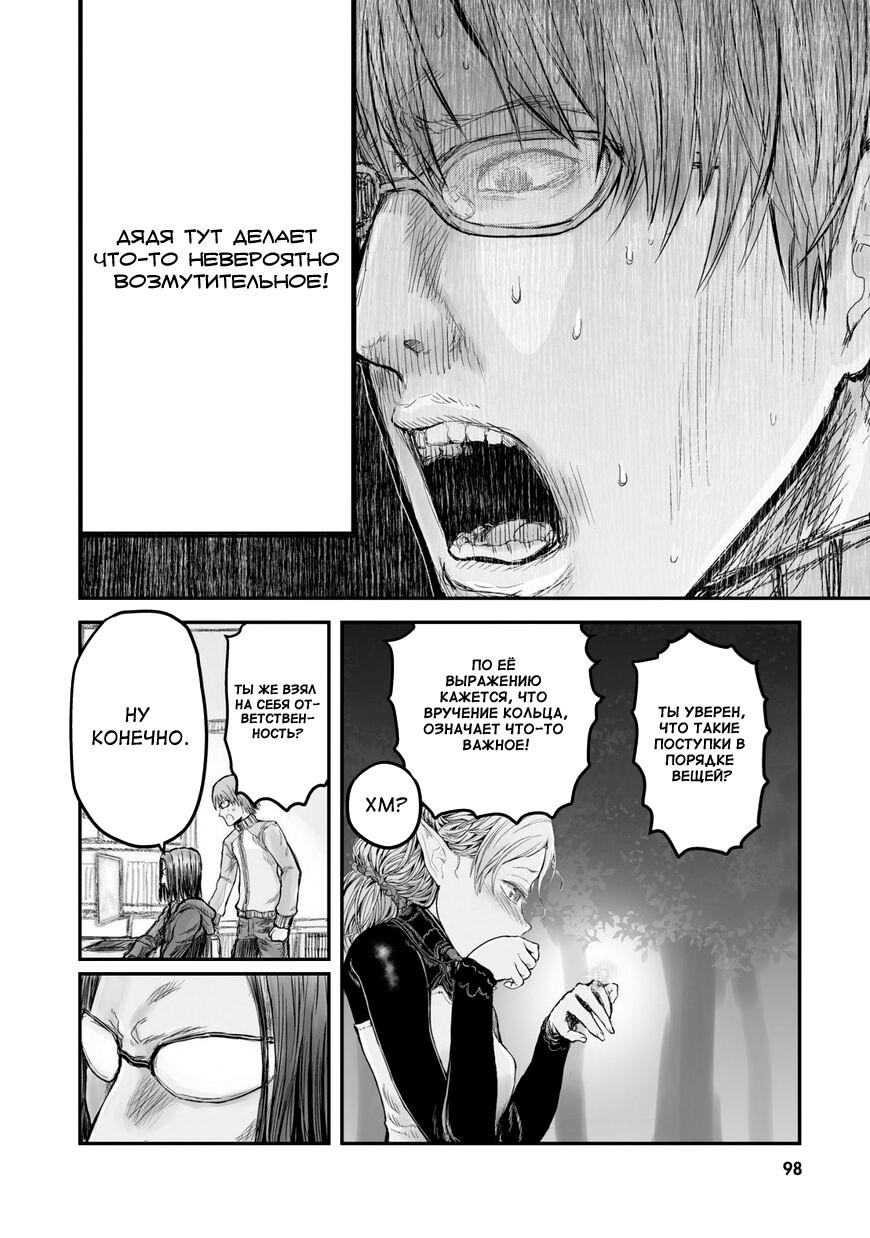 ДЯДЯ ТУТ ДЕЛАЕТ
ЧТО-ТО НЕВЕРОЯТНО
ВОЗМУТИТЕЛЬНОЕ!
ТЫ УВЕРЕН,
ЧТО ТАКИЕ
ПОСТУПКИ В
ПОРЯДКЕ
ВЕЩЕЙ?
ПО ЕЁ
ВЫРАЖЕНИЮ
КАЖЕТСЯ, ЧТО
ВРУЧЕНИЕ КОЛЬЦА,
ОЗНАЧАЕТ ЧТО-ТО
ВАЖНОЕ!
ХМ?
ТЫ ЖЕ ВЗЯЛ
НА СЕБЯ ОТ-
ВЕТСТВЕН-
НОСТЬ?
НУ
КОНЕЧНО.
98